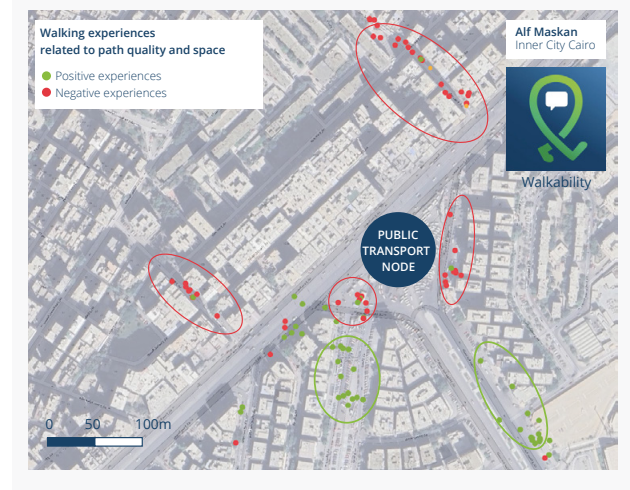 Walking experiences
related to path quality and space
Positive experiences
Negative experiences
Alf Maskan
Inner City Cairo
Walkability
PUBLIC
TRANSPORT
NODE
0 50 100m